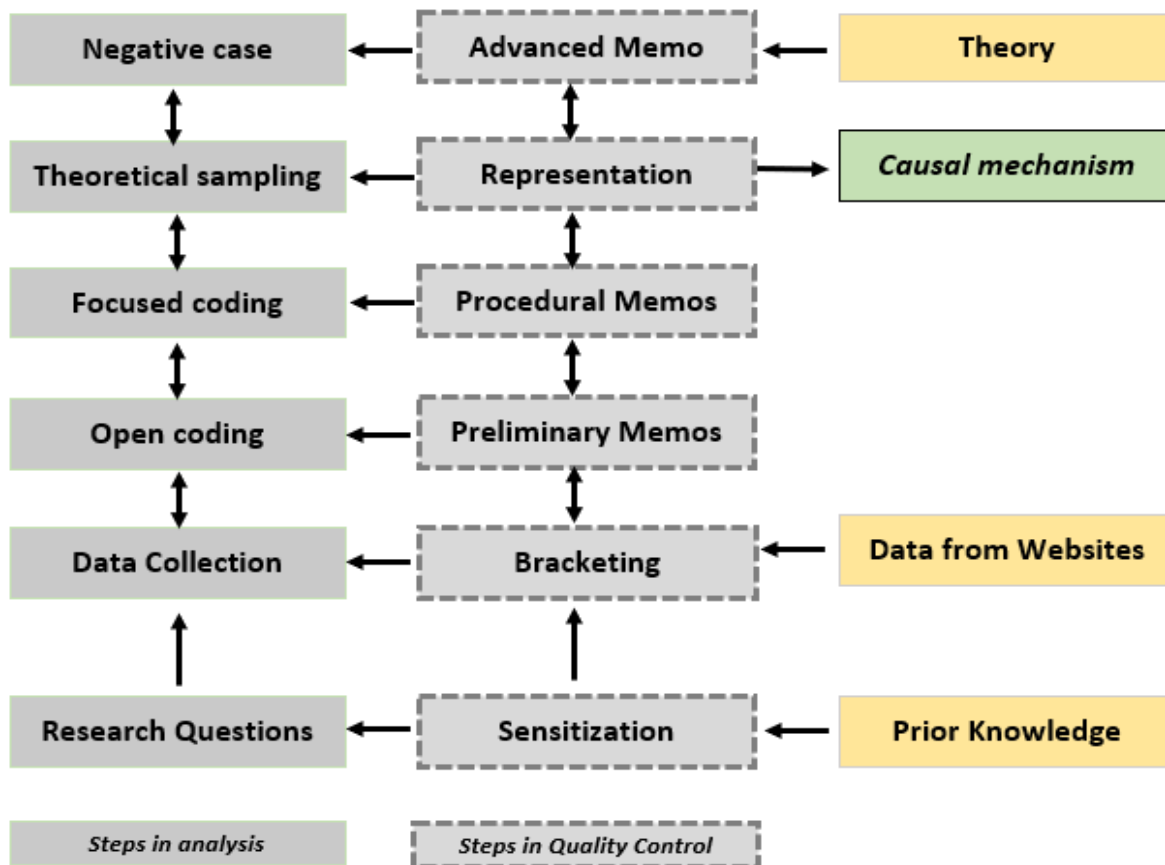 Negative case
Advanced Memo
Theory
Theoretical sampling
Representation
Causal mechanism
Focused coding
Procedural Memos
Open coding
Preliminary Memos
Data Collection
Bracketing
Data from Websites
Research Questions
Sensitization
Prior Knowledge
Steps in analysis
Steps in Quality Control